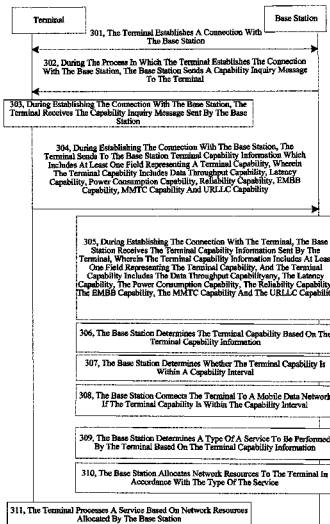 Terminal
Base Station
301, The Terminal Establishes A Connection With
The Base Station
302, During The Process In Which The Terminal Establishes The Connection
With The Base Station, The Base Station Sends A Capability Inquiry Message
To The Terminal
303, During Establishing The Connection With The Base Station, The
Terminal Receives The Capability Inquiry Message Sent By The Base
Station
304, During Establishing The Connection With The Base Station, The
Terminal Sends To The Base Station Terminal Capability Information Which
Includes At Least One Field Representing A Terminal Capability, Wherein
The Terminal Capability Includes Data Throughput Capability, Latency
Capability, Power Consumption Capability, Reliability Capability, EMBB
Capability, MMTC Capability And URLLC Capability
305, During Establishing The Connection With The Terminal, The Base
Station Receives The Terminal Capability Information Sent By The
Terminal, Wherein The Terminal Capability Information Includes At Least
One Field Representing The Terminal Capability, And The Terminal
Capability Includes The Data Throughput Capabilityany, The Latency
Capability, The Power Consumption Capability, The Reliability Capability,
The EMBB Capability, The MMTC Capability And The URLLC Capability
306, The Base Station Determines The Terminal Capability Based On The
Terminal Capability information
307, The Base Station Determines Whether The Terminal Capability Is
Within A Capability Interval
308, The Base Station Connects The Terminal To A Mobile Data Network
If The Terminal Capability Is Within The Capability Interval
309, The Base Station Determines A Type Of A Service To Be Performed
By The Terminal Based On The Terminal Capability Information
310, The Base Station Allocates Network Resources To The Terminal In
Accordance With The Type Of The Service
311, The Terminal Processes A Service Based On Network Resources
Allocated By The Base Station